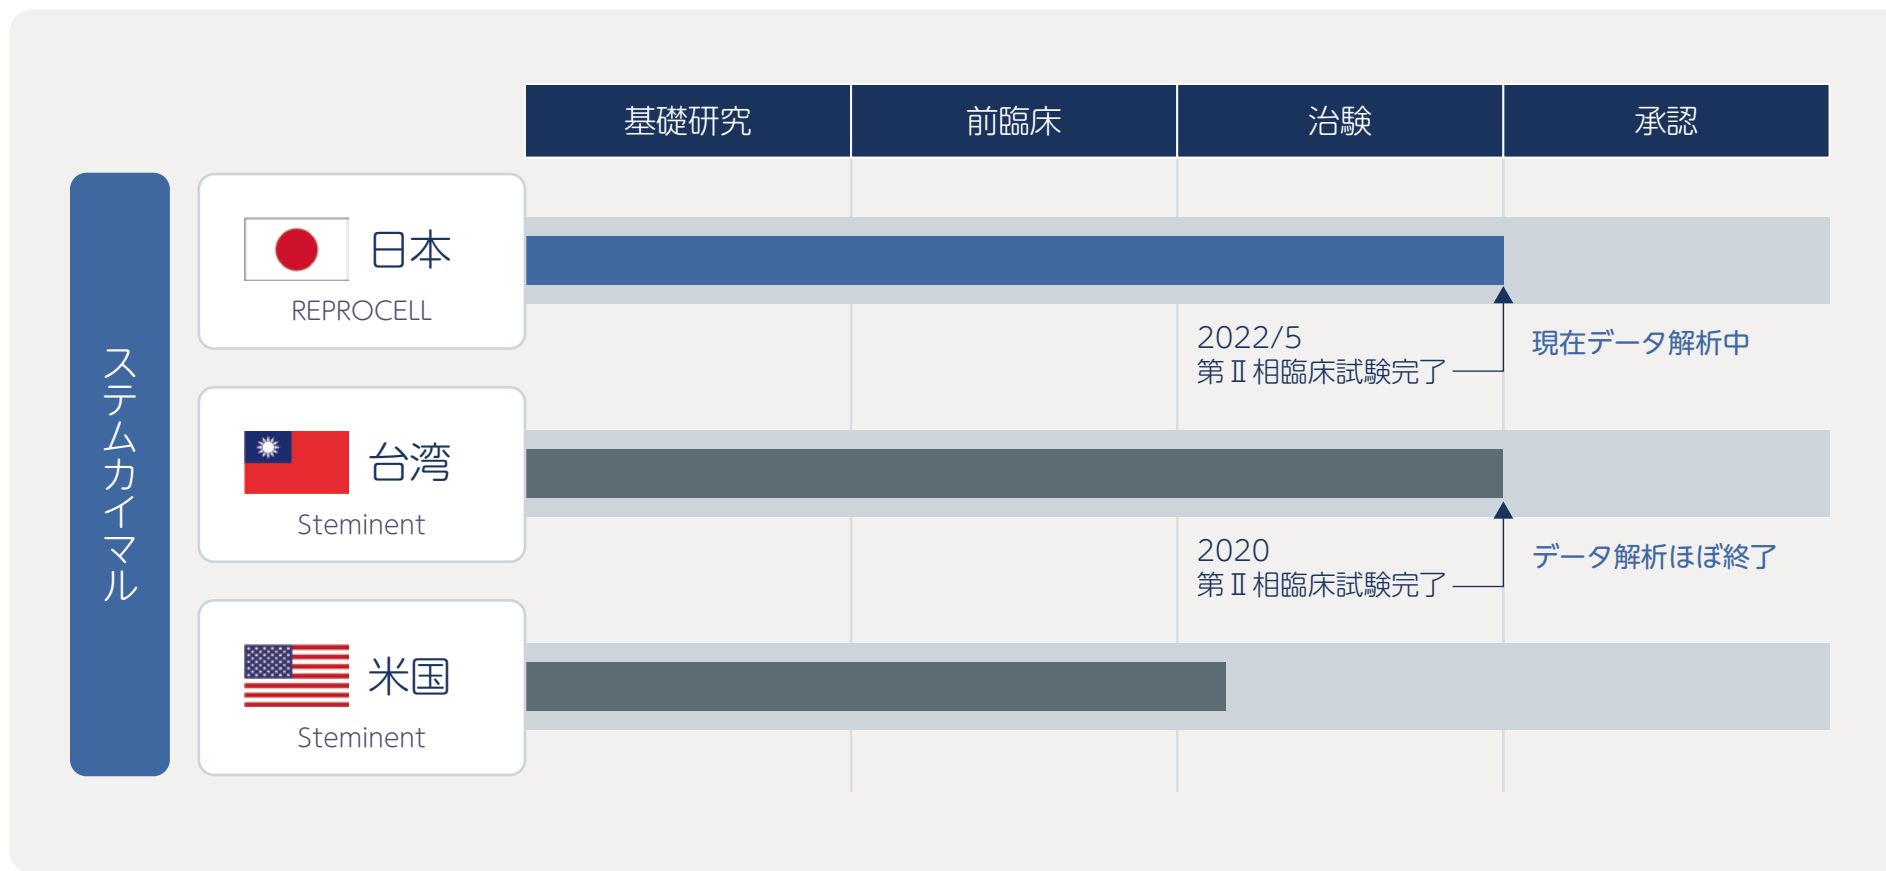 基礎研究
前臨床
治験
承認
ステムカイマル
日本
REPROCELL
2022/5
第Ⅱ相臨床試験完了
現在データ解析中
台湾
Steminent
2020
第Ⅱ相臨床試験完了
データ解析ほぼ終了
米国
Steminent